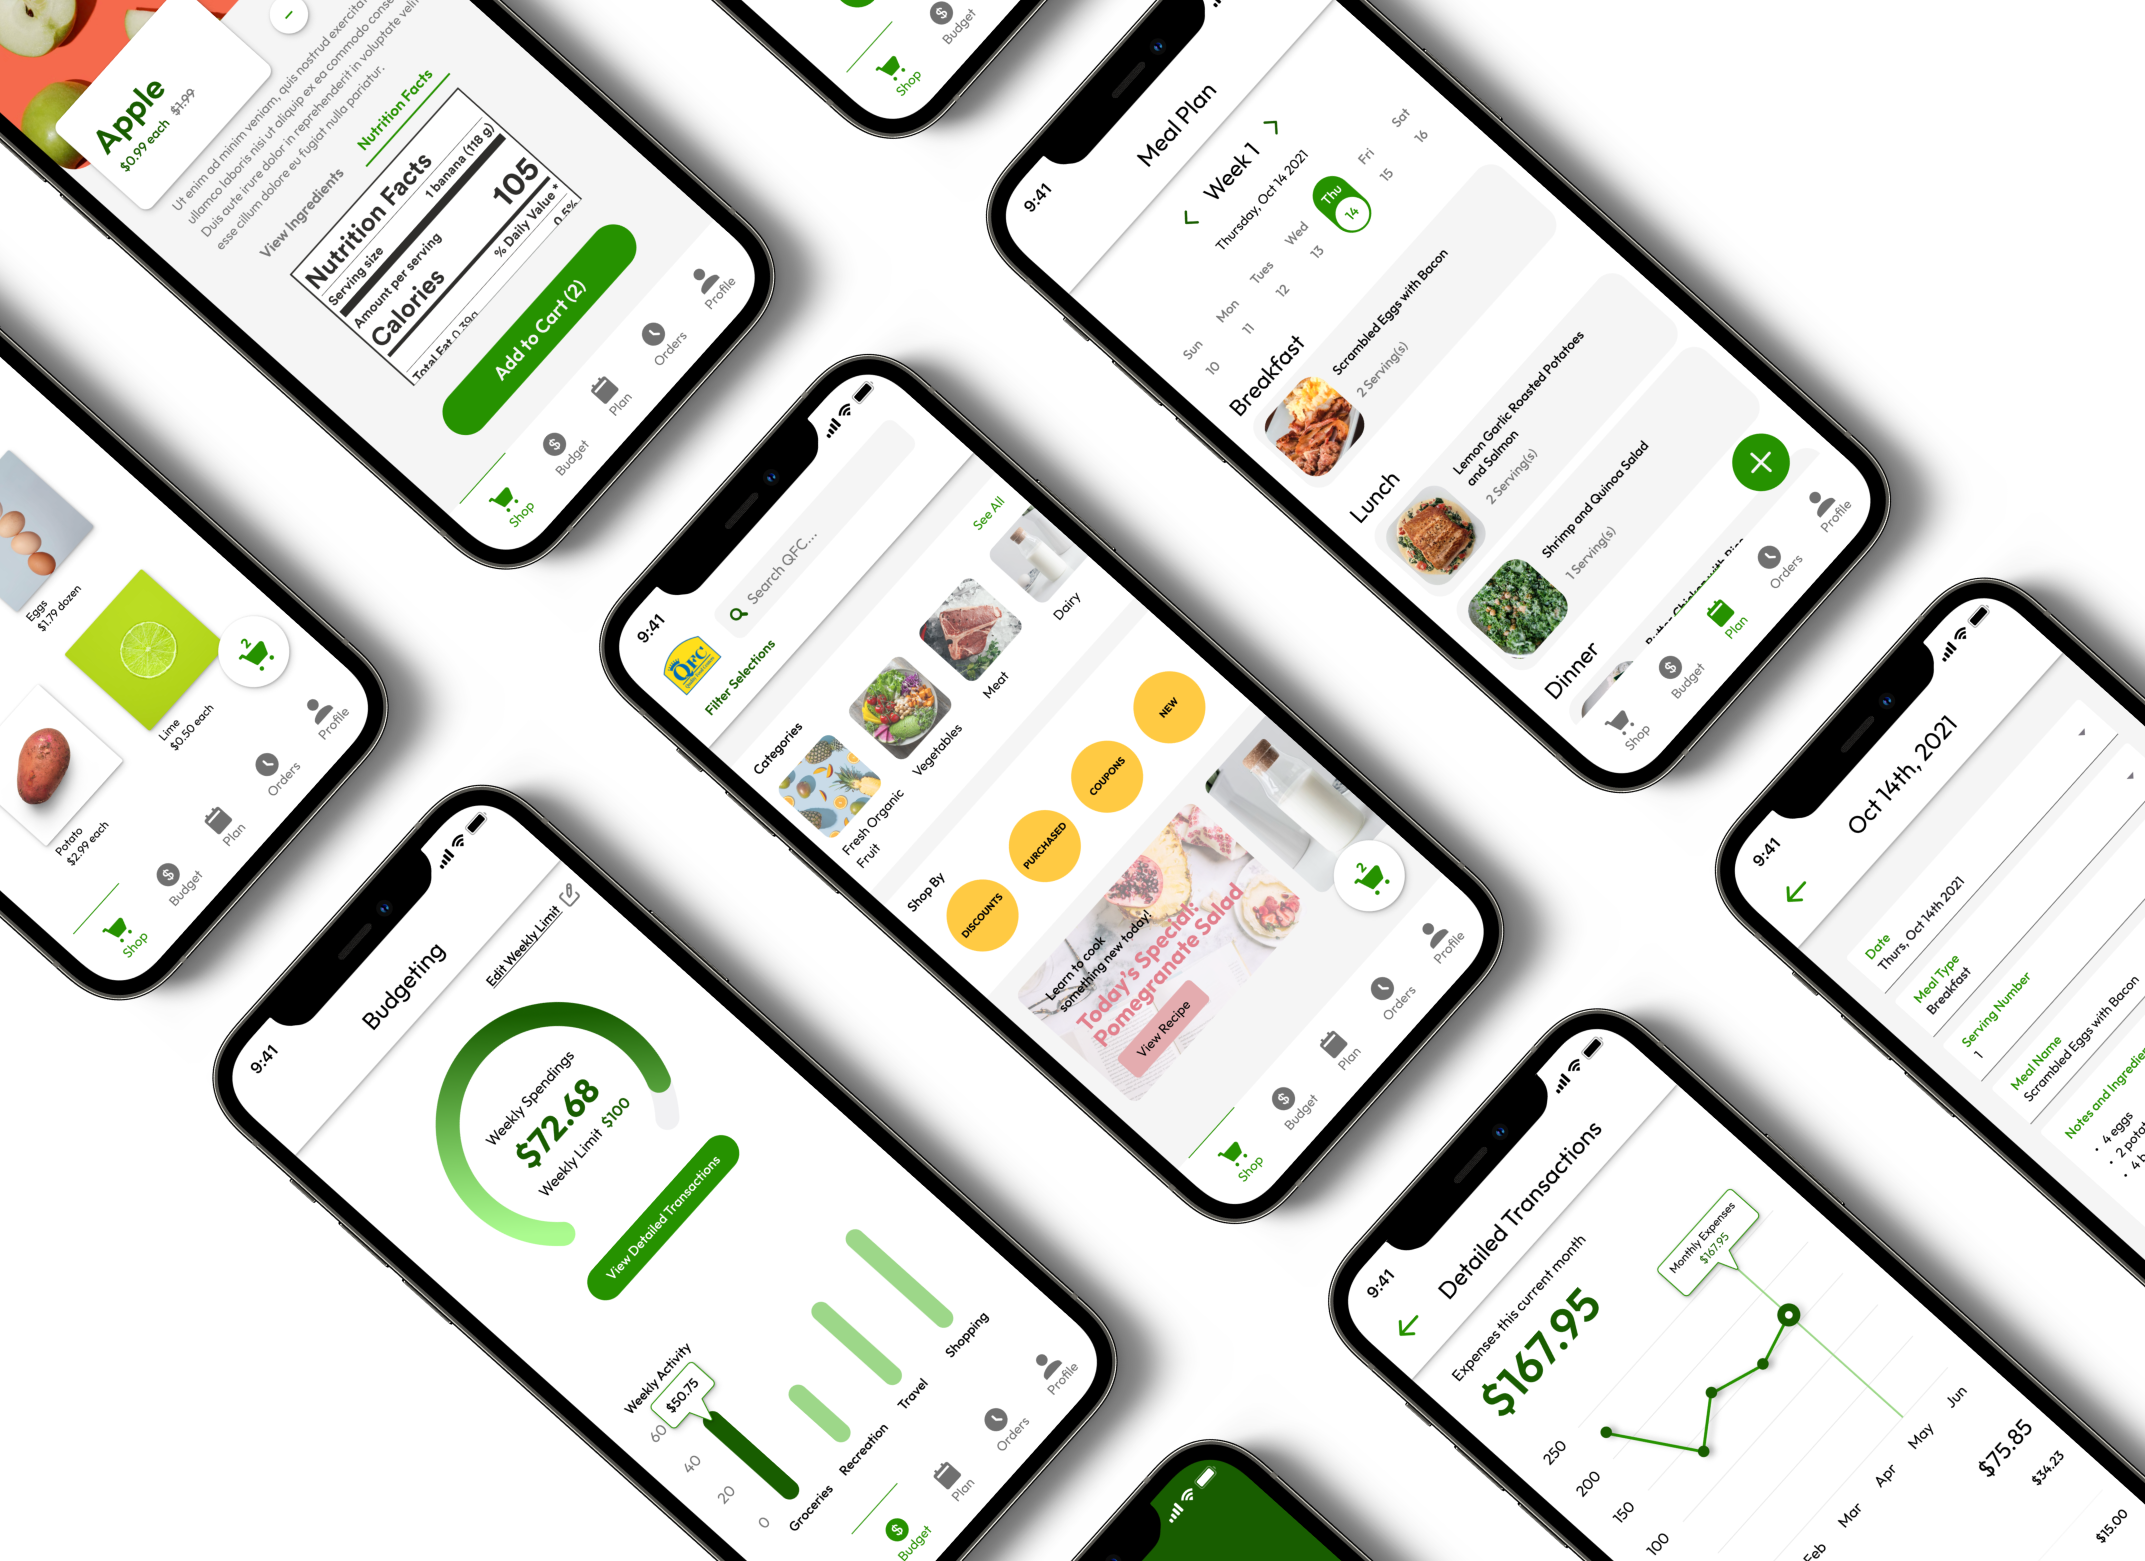 Apple
$0.99 each $1.99
Ut enim ad minim veniam, quis nostrud
ullamco laboris nisi ut aliquip ex ea commodo
Duis aute irure dolor in reprehenderit in voluptate
esse cillum dolore eu fugiat nulla pariatur.
View Ingredients
Nutrition Facts
Nutrition Facts
Serving size 1 banana (118 g)
Amount per serving
Calories 105
% Daily Value *
Total Fat 0.39g 0.5%
Add to Cart (2)
Shop
Budget
Plan
Orders
Profile
Shop
Budget
9:41
Meal Plan
Week 1
Thursday, Oct 14 2021
Sun
Mon
Tues
Wed
Thu
Fri
Sat
10
11
12
13
14
15
16
Breakfast
Scrambled Eggs with Bacon
2 Serving(s)
Lunch
Lemon Garlic Roasted Potatoes
and Salmon
2 Serving(s)
Shrimp and Quinoa Salad
1 Serving(s)
Dinner
Shop
Budget
Plan
Orders
Profile
Eggs
$1.79 dozen
Lime
$0.50 each
Potato
$2.99 each
2
Shop
Budget
Plan
Orders
Profile
9:41
QFC
Search QFC...
Filter Selections
Categories
See All
Fresh Organic
Fruit
Vegetables
Meat
Dairy
Shop By
DISCOUNTS
PURCHASED
COUPONS
NEW
Learn to cook
something new today!
Today's Special:
Pomegranate Salad
View Recipe
2
Shop
Budget
Plan
Orders
Profile
9:41
Budgeting
Edit Weekly Limit
Weekly Spendings
$72.68
Weekly Limit $100
View Detailed Transactions
Weekly Activity
$50.75
60
40
20
0
Groceries
Recreation
Travel
Shopping
Budget
Plan
Orders
Profile
9:41
Oct 14th, 2021
Date
Thurs, Oct 14th 2021
Meal Type
Breakfast
Serving Number
1
Meal Name
Scrambled Eggs with Bacon
Notes and
• 4 eggs
9:41
Detailed Transactions
Expenses this current month
$167.95
Monthly Expenses
$167.95
250
200
150
100
Feb
Mar
Apr
May
Jun
$75.85
$34.23
$15.00